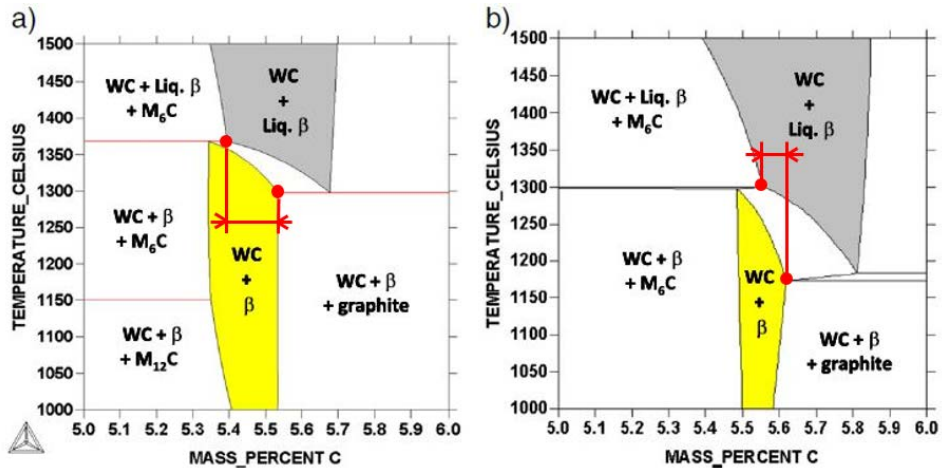 a)
1500
1450
1400
1350
1300
1250
1200
1150
1100
1050
1000
TEMPERATURE_CELSIUS
WC + Liq. β
+ M₆C
WC
+
Liq. β
WC + β
+ M₆C
WC
+
β
WC + β
+ graphite
WC + β
+ M₁₂C
5.0 5.1 5.2 5.3 5.4 5.5 5.6 5.7 5.8 5.9 6.0
MASS_PERCENT C
b)
1500
1450
1400
1350
1300
1250
1200
1150
1100
1050
1000
TEMPERATURE_CELSIUS
WC + Liq. β
+ M₆C
WC
+
Liq. β
WC + β
+ M₆C
WC
+
β
WC + β
+ graphite
5.0 5.1 5.2 5.3 5.4 5.5 5.6 5.7 5.8 5.9 6.0
MASS_PERCENT C